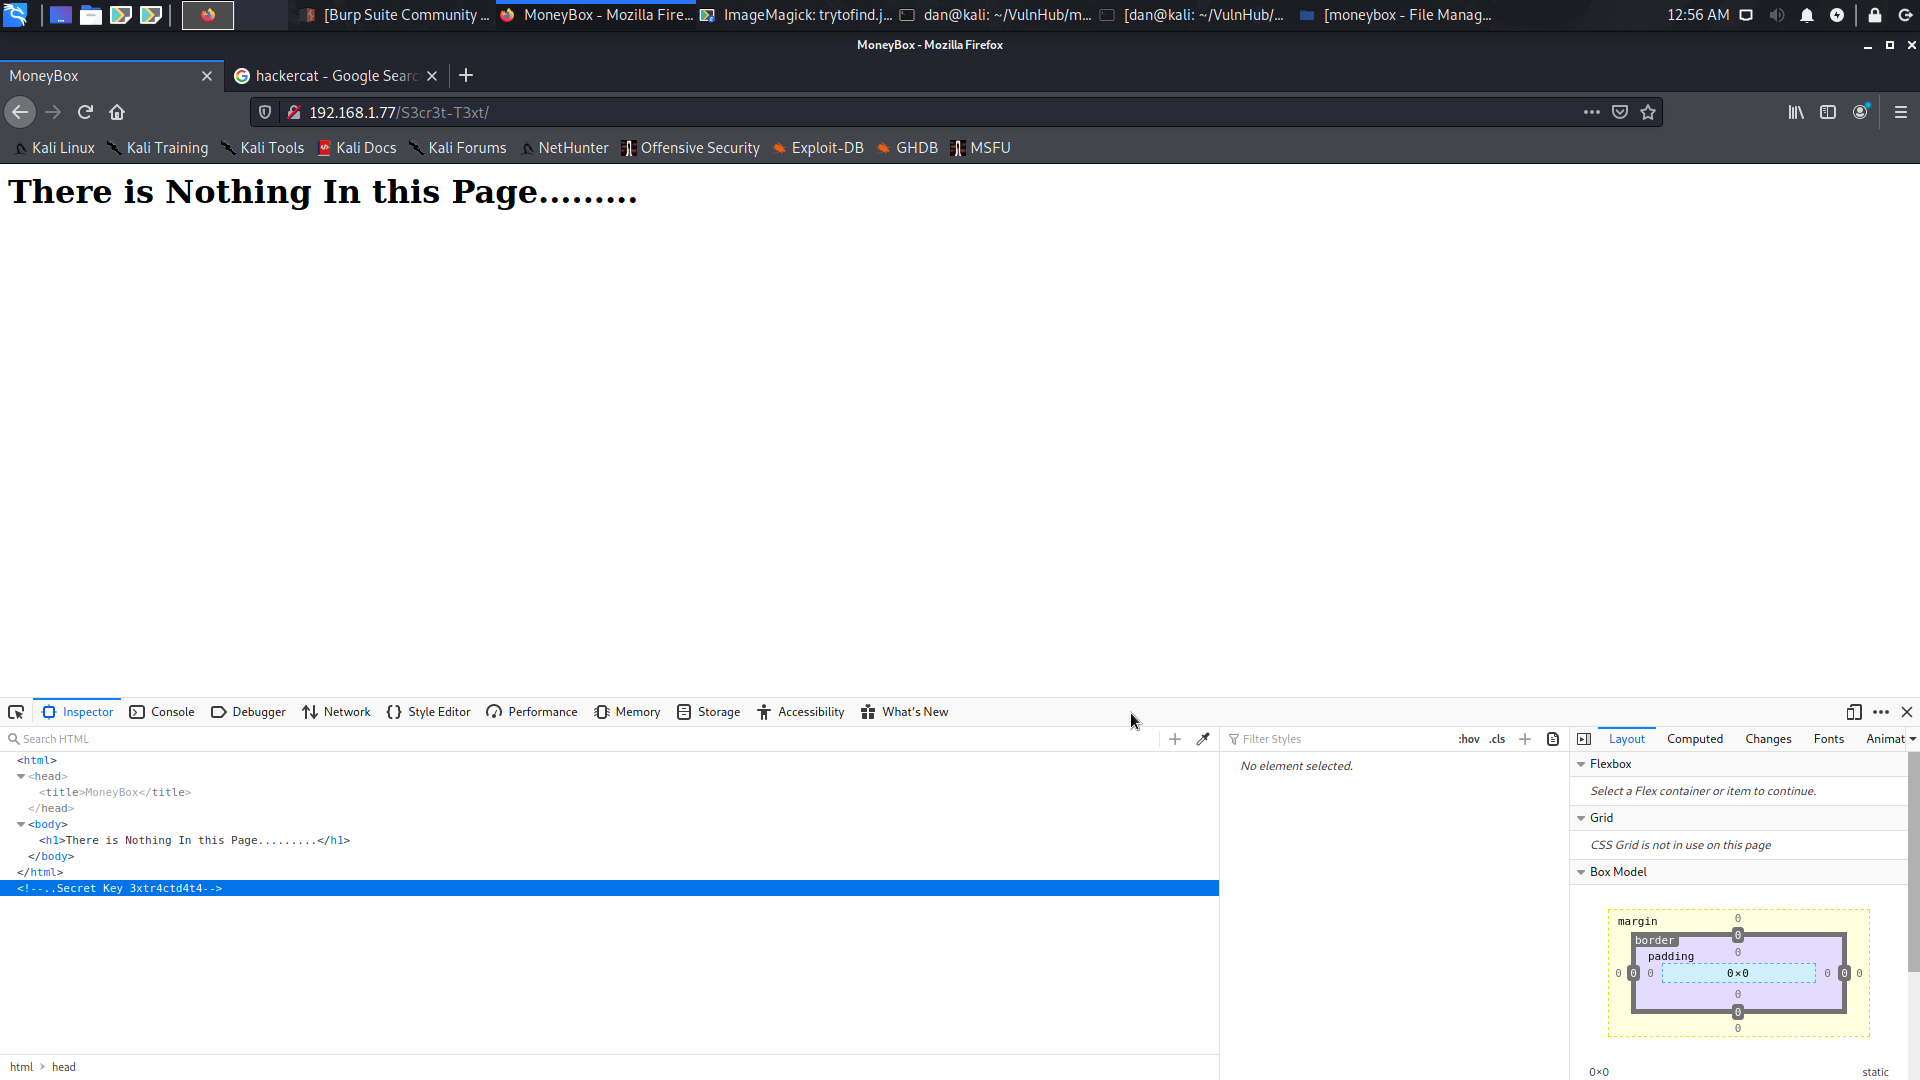 [Burp Suite Community ...
MoneyBox - Mozilla Fire...
ImageMagick: trytofind.j...
dan@kali: ~/VulnHub/m...
[dan@kali: ~/VulnHub/...
[moneybox - File Manag...
12:56 AM
MoneyBox - Mozilla Firefox
MoneyBox
hackercat - Google Searc
192.168.1.77/S3cr3t-T3xt/
Kali Linux
Kali Training
Kali Tools
Kali Docs
Kali Forums
NetHunter
Offensive Security
Exploit-DB
GHDB
MSFU
There is Nothing In this Page.........
Inspector
Console
Debugger
Network
Style Editor
Performance
Memory
Storage
Accessibility
What's New
Search HTML
<html>
<head>
<title>MoneyBox</title>
</head>
<body>
<h1>There is Nothing In this Page.........</h1>
</body>
</html>
<!--..Secret Key 3xtr4ctd4t4-->
html > head
Filter Styles
:hov .cls
No element selected.
Layout
Computed
Changes
Fonts
Animat
Flexbox
Select a Flex container or item to continue.
Grid
CSS Grid is not in use on this page
Box Model
margin
0
border
0
padding
0
0 0 0 0×0 0 0 0
0
0
0
0×0
static